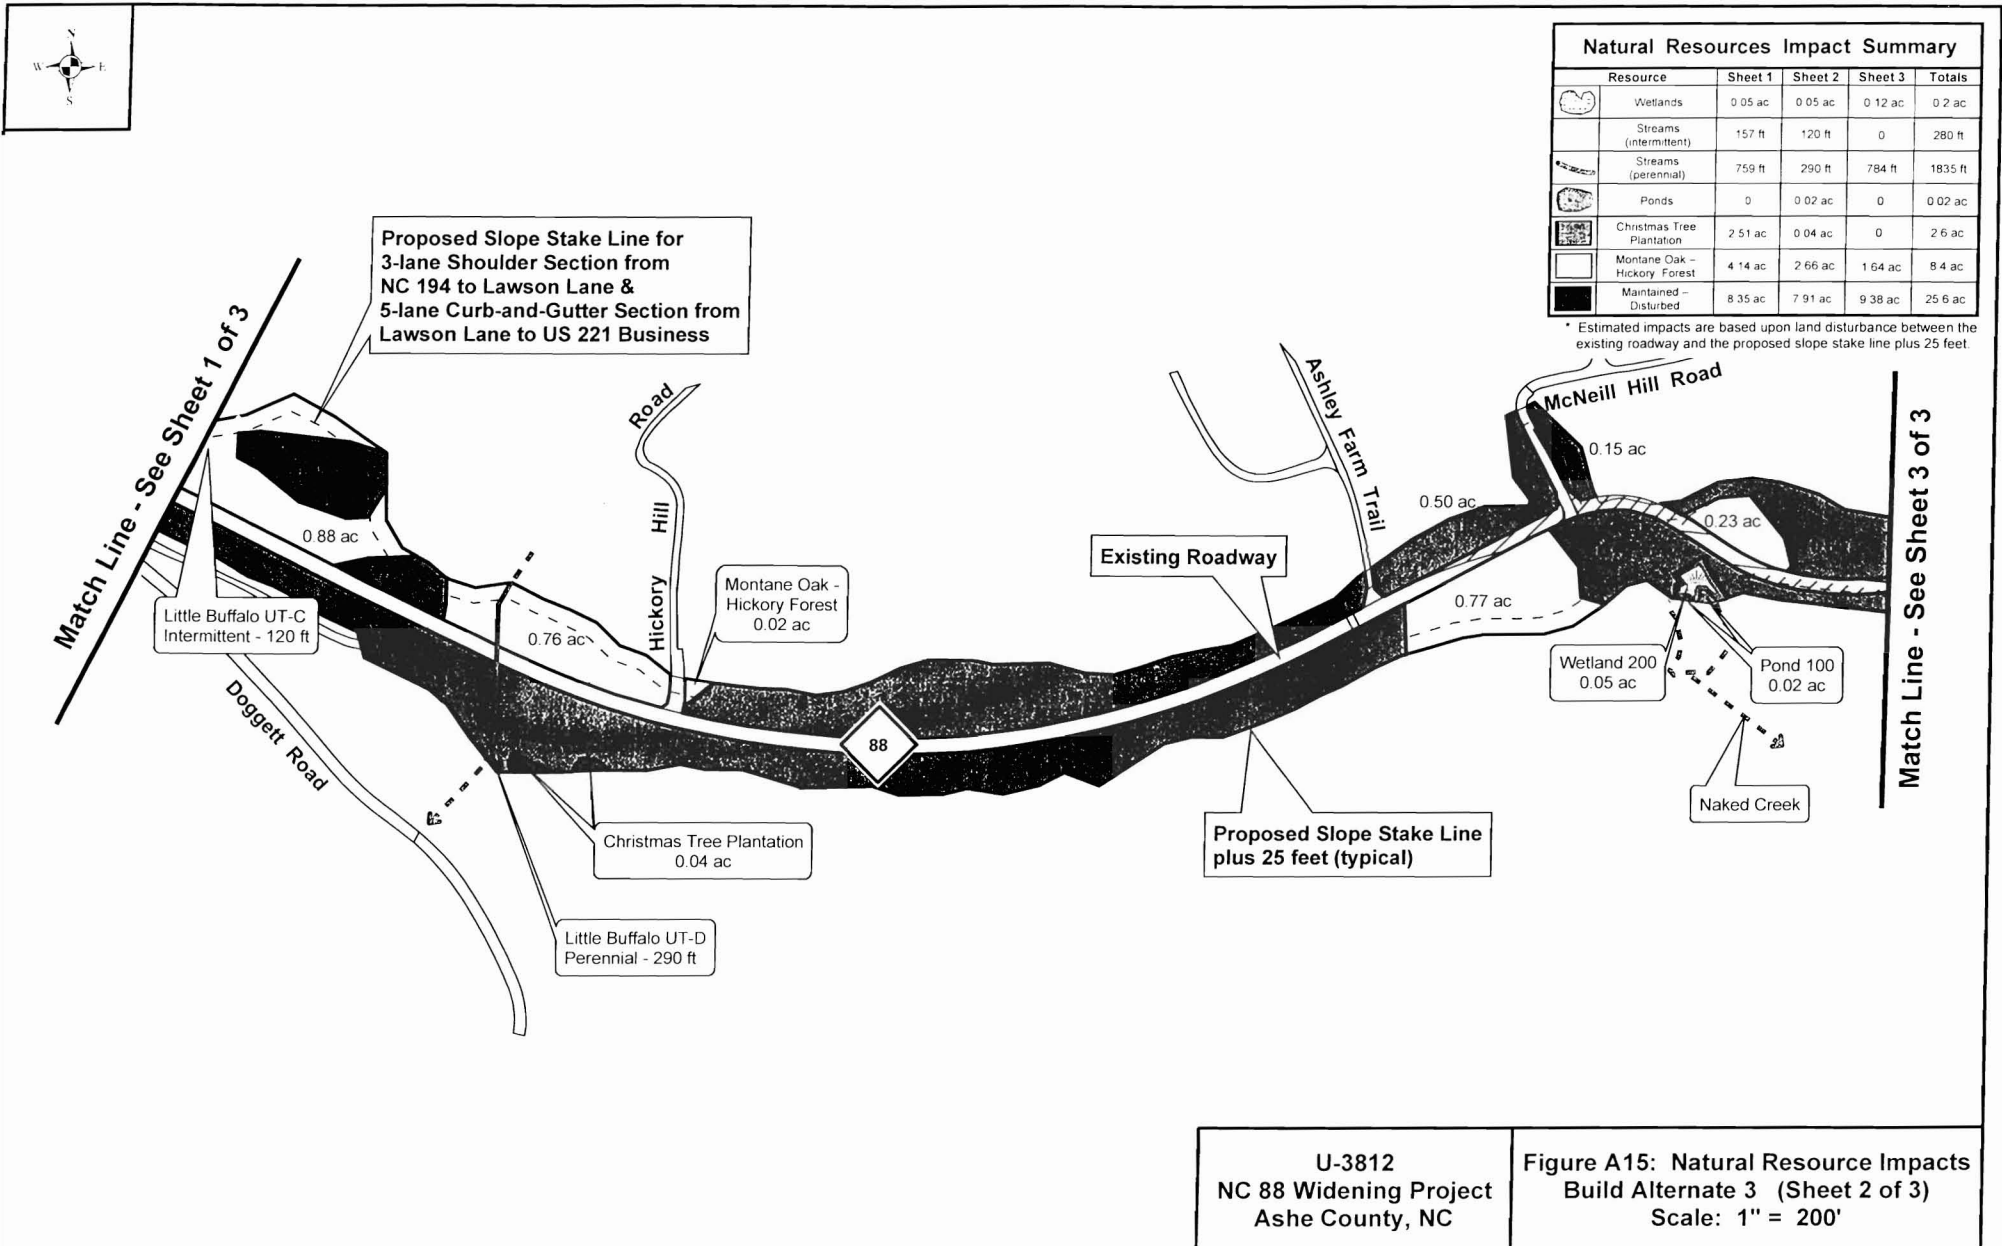 N
W E
S
Natural Resources Impact Summary
Resource Sheet 1 Sheet 2 Sheet 3 Totals
Wetlands 0 05 ac 0 05 ac 0 12 ac 0 2 ac
Streams (intermittent) 157 ft 120 ft 0 280 ft
Streams (perennial) 759 ft 290 ft 784 ft 1835 ft
Ponds 0 0 02 ac 0 0 02 ac
Christmas Tree Plantation 2 51 ac 0 04 ac 0 2 6 ac
Montane Oak – Hickory Forest 4 14 ac 2 66 ac 1 64 ac 8 4 ac
Maintained – Disturbed 8 35 ac 7 91 ac 9 38 ac 25 6 ac
* Estimated impacts are based upon land disturbance between the
existing roadway and the proposed slope stake line plus 25 feet.
Proposed Slope Stake Line for
3-lane Shoulder Section from
NC 194 to Lawson Lane &
5-lane Curb-and-Gutter Section from
Lawson Lane to US 221 Business
Match Line - See Sheet 1 of 3
Hickory Hill Road
Ashley Farm Trail
McNeill Hill Road
0.15 ac
0.50 ac
0.23 ac
0.88 ac
Existing Roadway
Match Line - See Sheet 3 of 3
Little Buffalo UT-C
Intermittent - 120 ft
0.76 ac
Montane Oak -
Hickory Forest
0.02 ac
0.77 ac
Wetland 200
0.05 ac
Pond 100
0.02 ac
Doggett Road
88
Naked Creek
Christmas Tree Plantation
0.04 ac
Proposed Slope Stake Line
plus 25 feet (typical)
Little Buffalo UT-D
Perennial - 290 ft
U-3812
NC 88 Widening Project
Ashe County, NC
Figure A15: Natural Resource Impacts
Build Alternate 3 (Sheet 2 of 3)
Scale: 1" = 200'